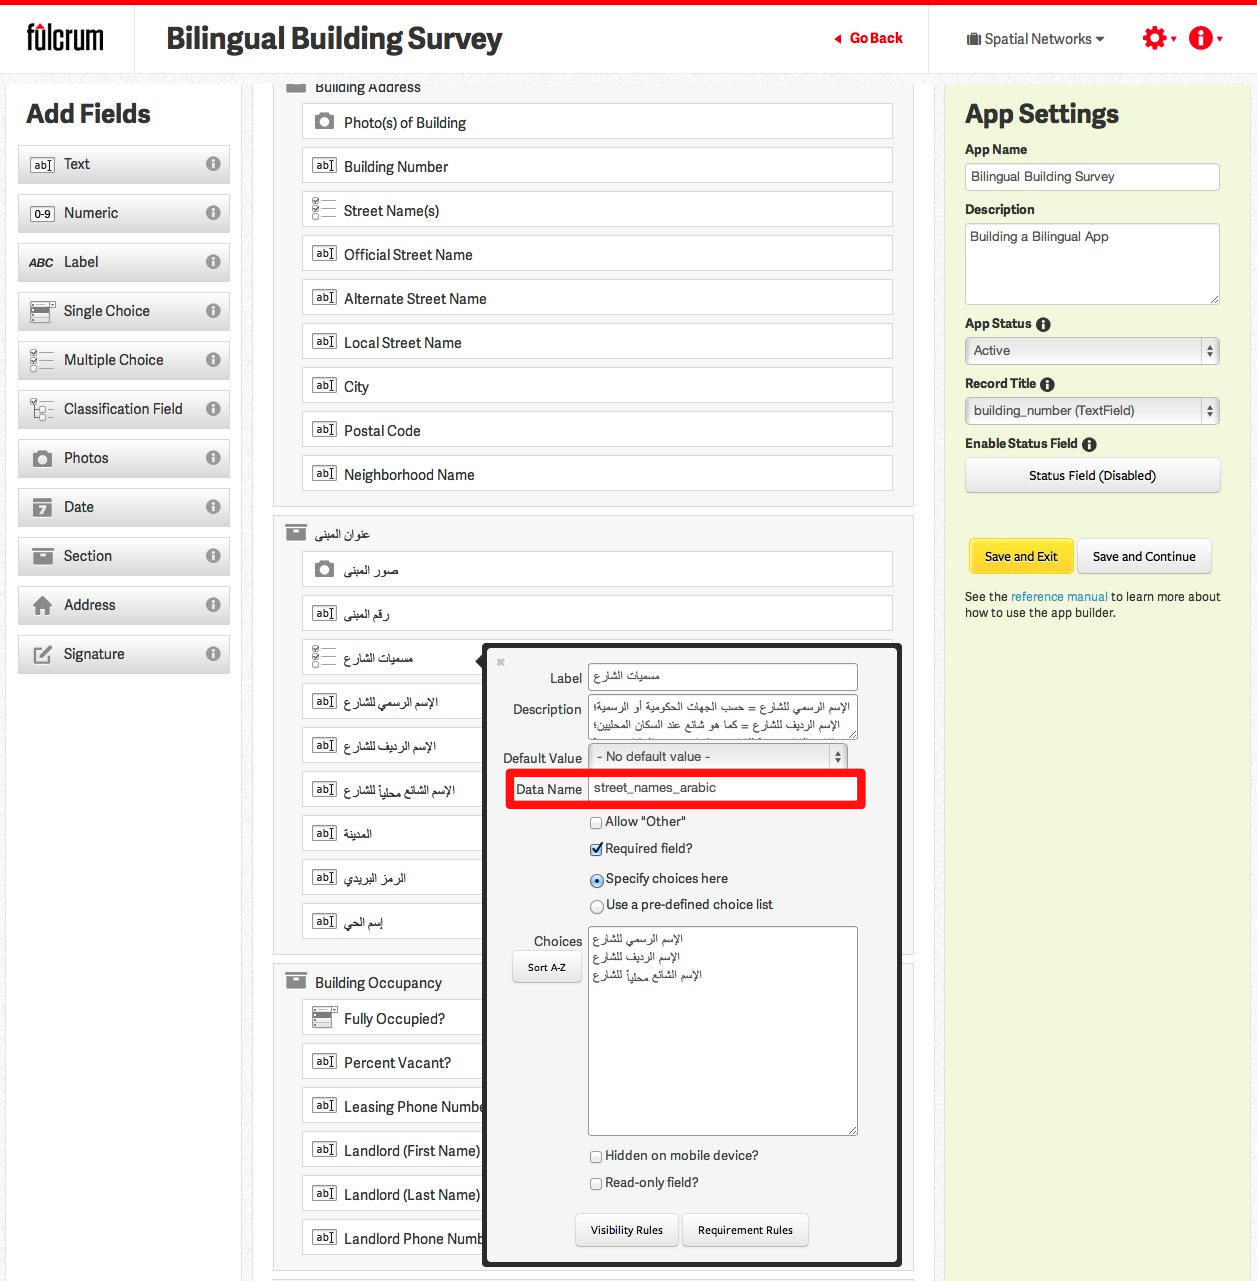 fulcrum
Bilingual Building Survey
Go Back
Spatial Networks
Add Fields
Text
Numeric
Label
Single Choice
Multiple Choice
Classification Field
Photos
Date
Section
Address
Signature
Building Address
Photo(s) of Building
Building Number
Street Name(s)
Official Street Name
Alternate Street Name
Local Street Name
City
Postal Code
Neighborhood Name
عنوان المبنى
صور المبنى
رقم المبنى
مسميات الشارع
الإسم الرسمي للشارع
الإسم الرديف للشارع
الإسم الشائع محلياً للشارع
المدينة
الرمز البريدي
إسم الحي
Building Occupancy
Fully Occupied?
Percent Vacant?
Leasing Phone Numbe
Landlord (First Name)
Landlord (Last Name)
Landlord Phone Numb
Label مسميات الشارع
Description الإسم الرسمي للشارع = حسب الجهات الحكومية أو الرسمية؛
الإسم الرديف للشارع = كما هو شائع عند السكان المحليين؛
Default Value - No default value -
Data Name street_names_arabic
Allow "Other"
Required field?
Specify choices here
Use a pre-defined choice list
Choices
Sort A-Z
الإسم الرسمي للشارع
الإسم الرديف للشارع
الإسم الشائع محلياً للشارع
Hidden on mobile device?
Read-only field?
Visibility Rules Requirement Rules
App Settings
App Name
Bilingual Building Survey
Description
Building a Bilingual App
App Status
Active
Record Title
building_number (TextField)
Enable Status Field
Status Field (Disabled)
Save and Exit Save and Continue
See the reference manual to learn more about
how to use the app builder.